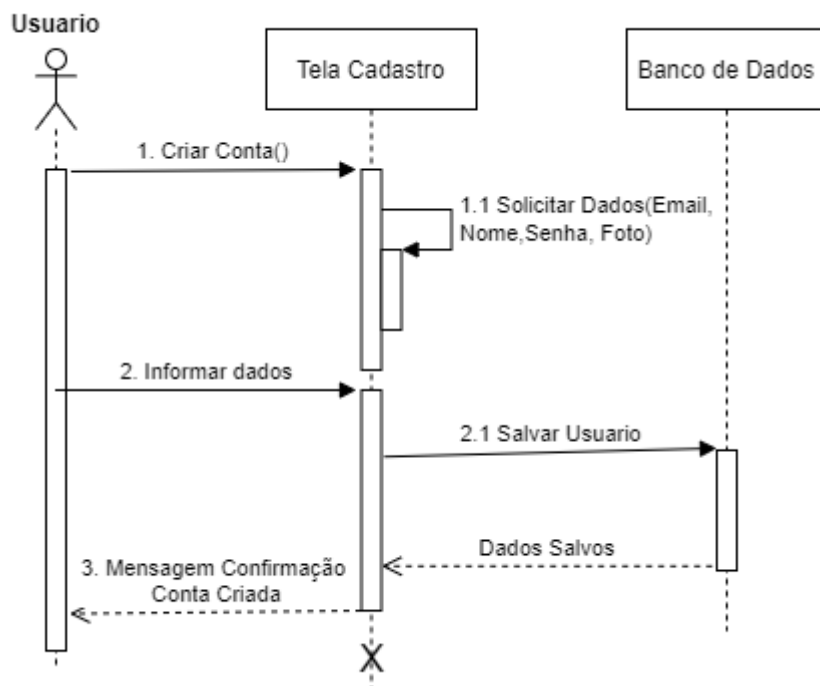 Usuario
Tela Cadastro
Banco de Dados
1. Criar Conta()
1.1 Solicitar Dados(Email,
Nome,Senha, Foto)
2. Informar dados
2.1 Salvar Usuario
Dados Salvos
3. Mensagem Confirmação
Conta Criada